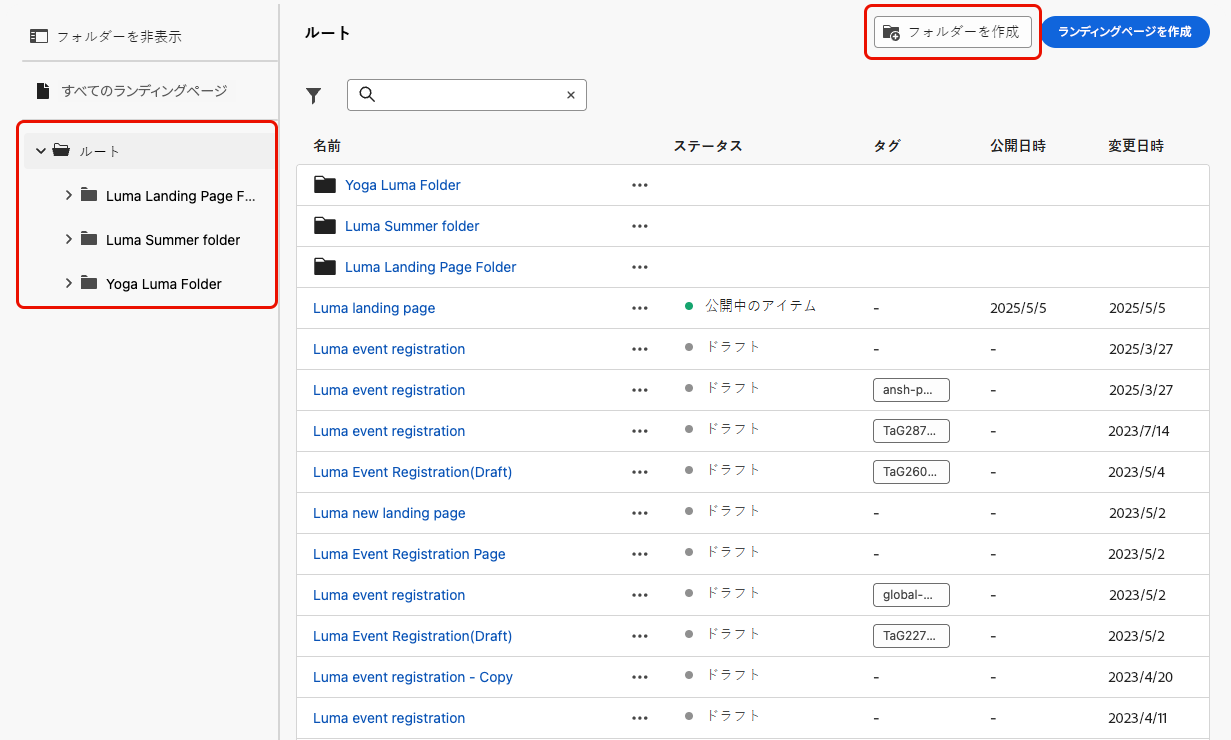 フォルダーを非表示
すべてのランディングページ
ルート
Luma Landing Page F...
Luma Summer folder
Yoga Luma Folder
ルート フォルダーを作成 ランディングページを作成
名前 ステータス タグ 公開日時 変更日時
Yoga Luma Folder
Luma Summer folder
Luma Landing Page Folder
Luma landing page 公開中のアイテム - 2025/5/5 2025/5/5
Luma event registration ドラフト - - 2025/3/27
Luma event registration ドラフト ansh-p... - 2025/3/27
Luma event registration ドラフト TaG287... - 2023/7/14
Luma Event Registration(Draft) ドラフト TaG260... - 2023/5/4
Luma new landing page ドラフト - - 2023/5/2
Luma Event Registration Page ドラフト - - 2023/5/2
Luma event registration ドラフト global-... - 2023/5/2
Luma Event Registration(Draft) ドラフト TaG227... - 2023/5/2
Luma event registration - Copy ドラフト - - 2023/4/20
Luma event registration ドラフト - - 2023/4/11